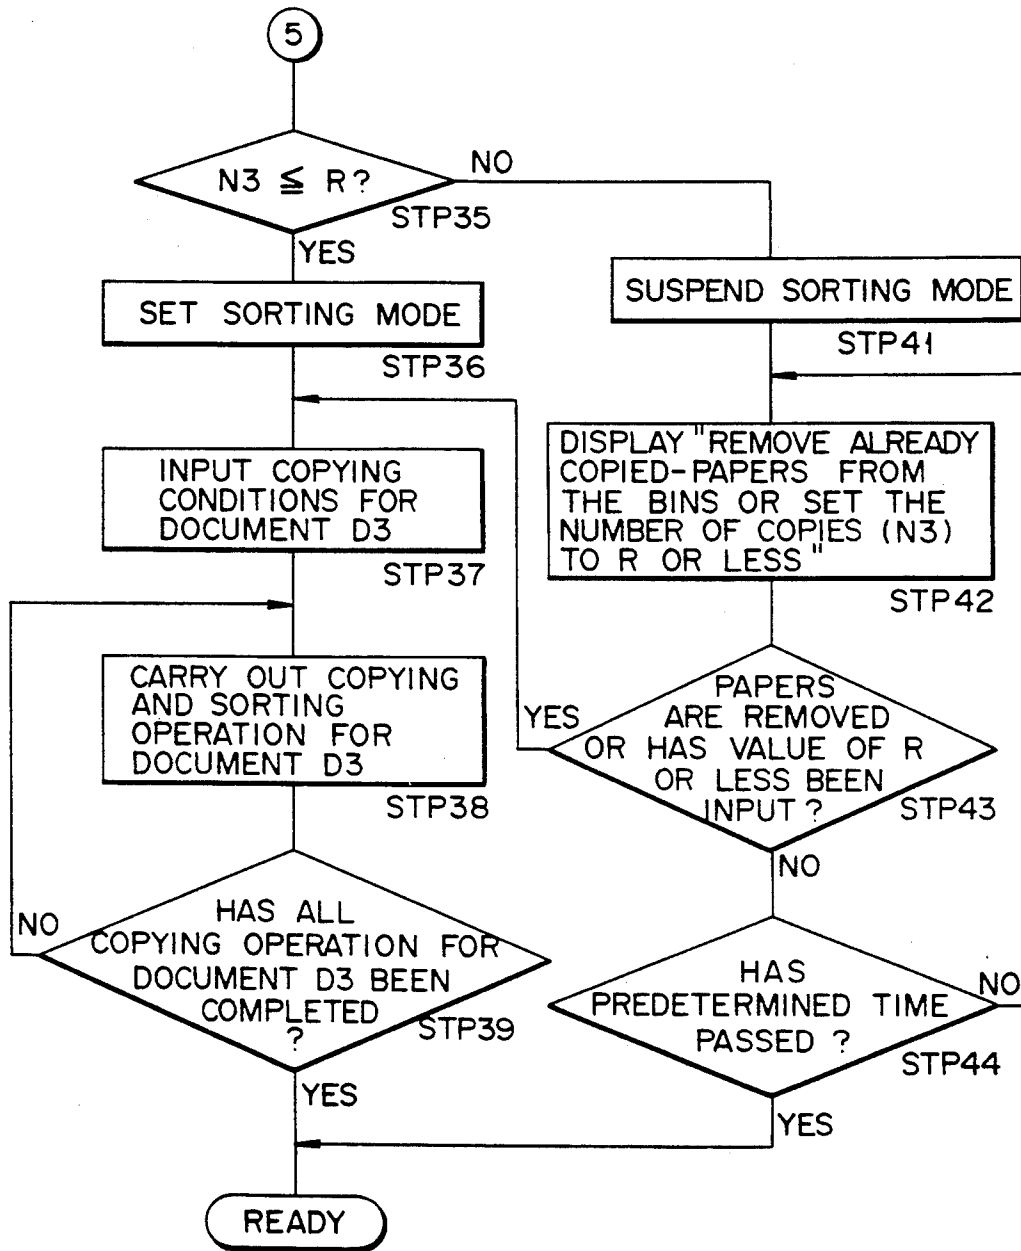 5
N3 ≦ R?
NO
STP35
YES
SET SORTING MODE
STP36
SUSPEND SORTING MODE
STP41
INPUT COPYING
CONDITIONS FOR
DOCUMENT D3
STP37
DISPLAY "REMOVE ALREADY
COPIED-PAPERS FROM
THE BINS OR SET THE
NUMBER OF COPIES (N3)
TO R OR LESS"
STP42
CARRY OUT COPYING
AND SORTING
OPERATION FOR
DOCUMENT D3
STP38
YES
PAPERS
ARE REMOVED
OR HAS VALUE OF R
OR LESS BEEN
INPUT?
STP43
NO
NO
HAS ALL
COPYING OPERATION FOR
DOCUMENT D3 BEEN
COMPLETED
?
STP39
YES
HAS
PREDETERMINED TIME
PASSED ?
NO
STP44
YES
READY